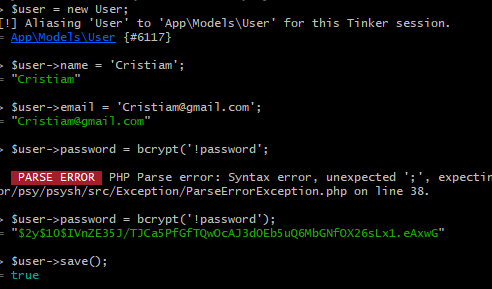 > $user = new User;
[!] Aliasing 'User' to 'App\Models\User' for this Tinker session.
= App\Models\User {#6117}
> $user->name = 'Cristiam';
= "Cristiam"
> $user->email = 'Cristiam@gmail.com';
= "Cristiam@gmail.com"
> $user->password = bcrypt('!password';
PARSE ERROR PHP Parse error: Syntax error, unexpected ';', expectin
or/psy/psysh/src/Exception/ParseErrorException.php on line 38.
> $user->password = bcrypt('!password');
= "$2y$10$IVnZE35J/TJCa5PfGfTQwOcAJ3dOEb5uQ6MbGNfOX26sLx1.eAxwG"
> $user->save();
= true